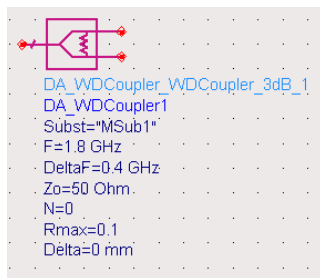 DA_WDCoupler_WDCoupler_3dB_1
DA_WDCoupler1
Subst="MSub1"
F=1.8 GHz
DeltaF=0.4 GHz
Zo=50 Ohm
N=0
Rmax=0.1
Delta=0 mm